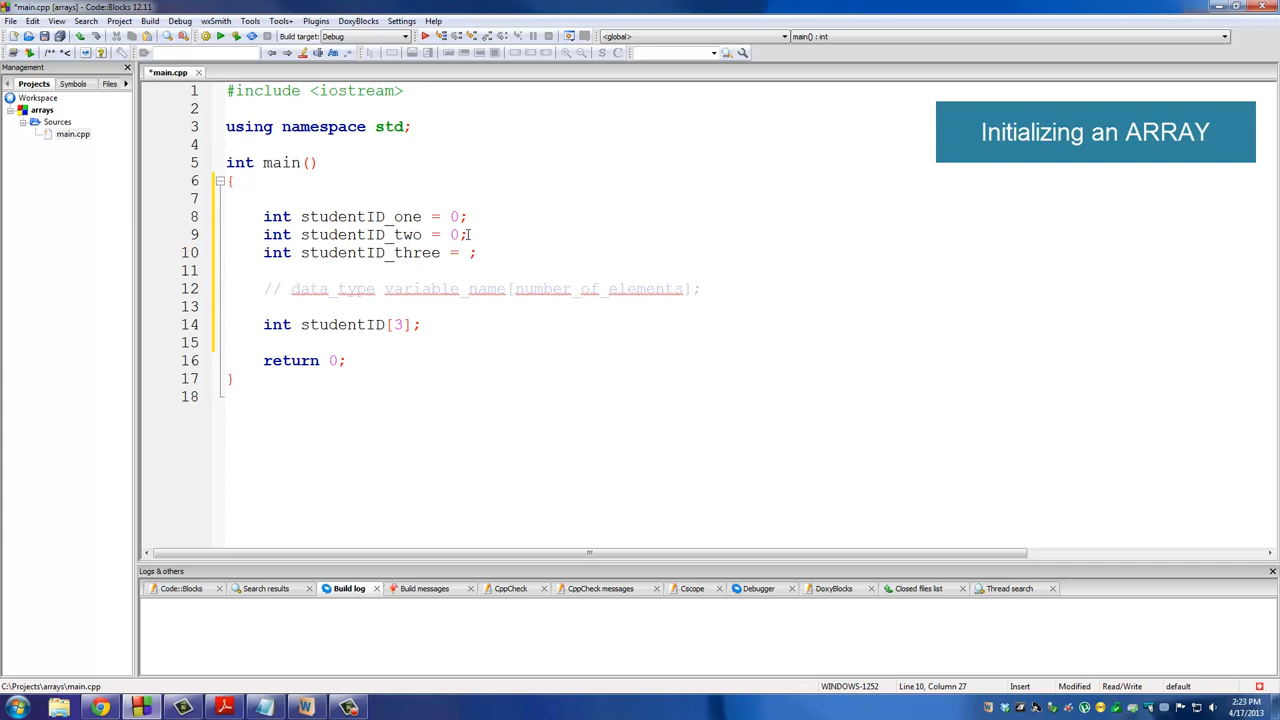 *main.cpp [arrays] - Code::Blocks 12.11
File Edit View Search Project Build Debug wxSmith Tools Tools+ Plugins DoxyBlocks Settings Help
Build target: Debug <global> main() : int
Management
Projects Symbols Files
Workspace
arrays
Sources
main.cpp
*main.cpp
Initializing an ARRAY
1 #include <iostream>
2
3 using namespace std;
4
5 int main()
6 {
7
8 int studentID_one = 0;
9 int studentID_two = 0;
10 int studentID_three = ;
11
12 // data_type variable_name[number_of_elements];
13
14 int studentID[3];
15
16 return 0;
17 }
18
Logs & others
Code::Blocks Search results Build log Build messages CppCheck CppCheck messages Cscope Debugger DoxyBlocks Closed files list Thread search
C:\Projects\arrays\main.cpp WINDOWS-1252 Line 10, Column 27 Insert Modified Read/Write default
2:23 PM
4/17/2013